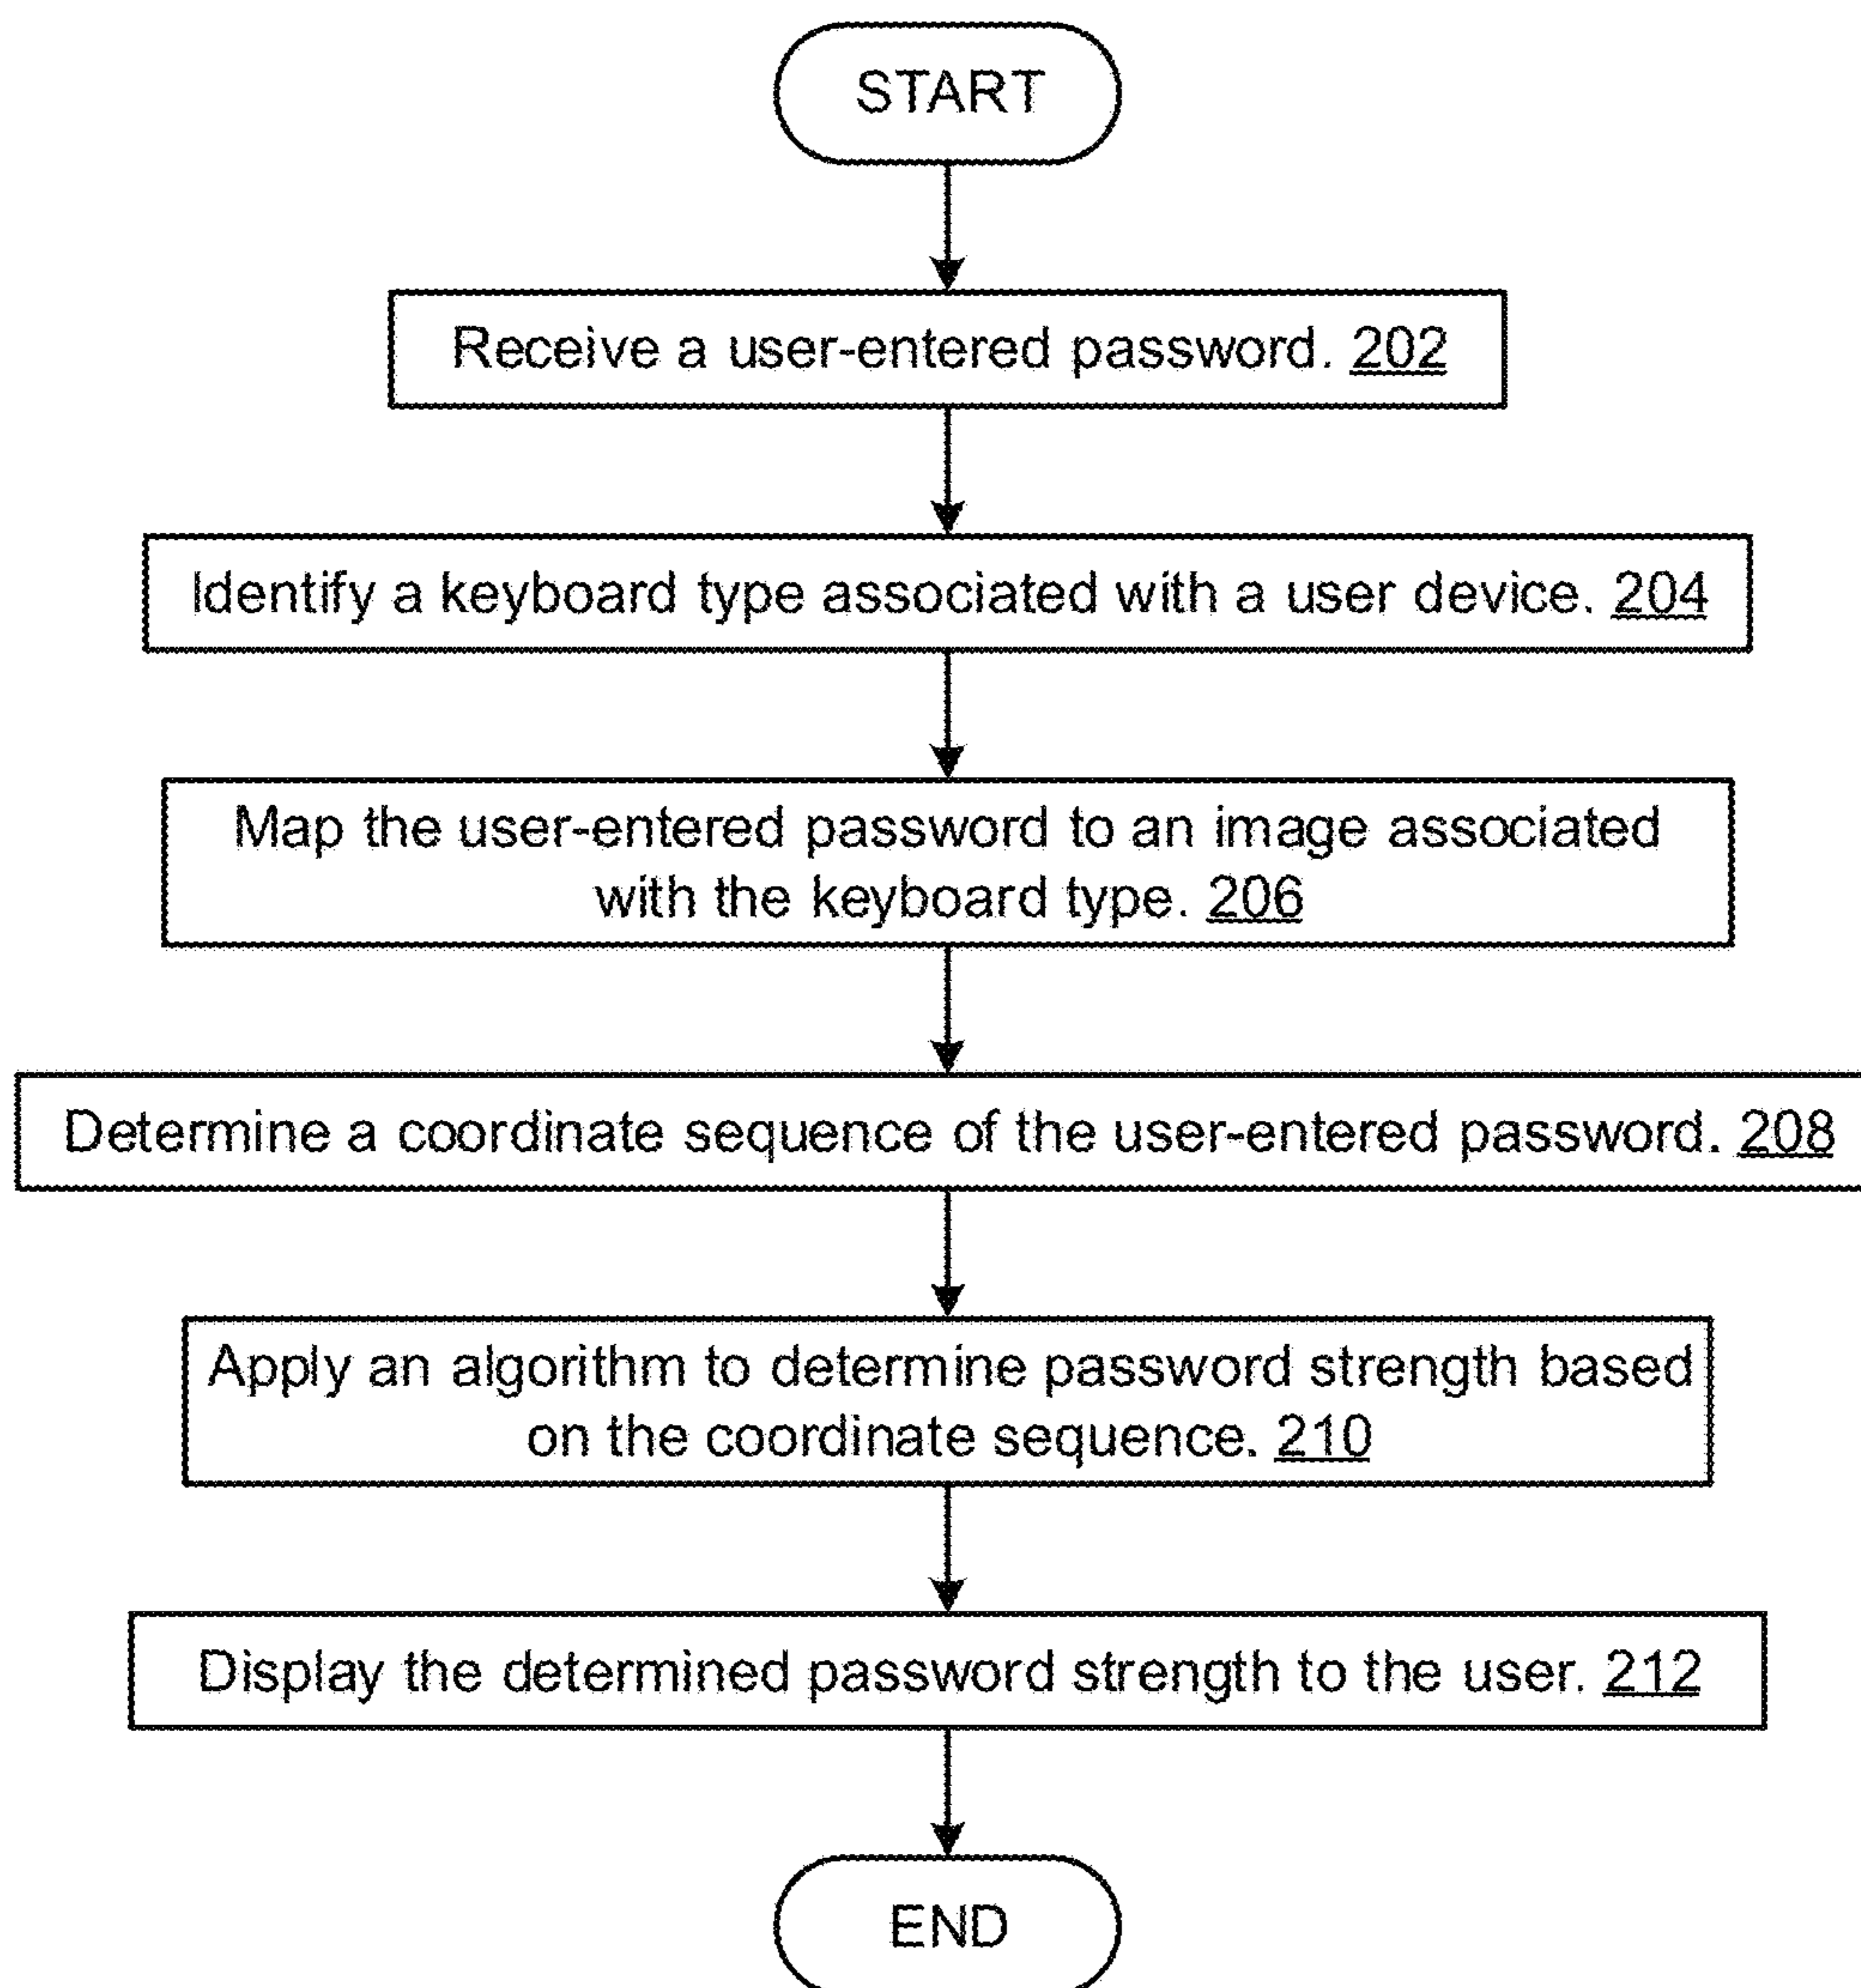 START
Receive a user-entered password. 202
Identify a keyboard type associated with a user device. 204
Map the user-entered password to an image associated
with the keyboard type. 206
Determine a coordinate sequence of the user-entered password. 208
Apply an algorithm to determine password strength based
on the coordinate sequence. 210
Display the determined password strength to the user. 212
END